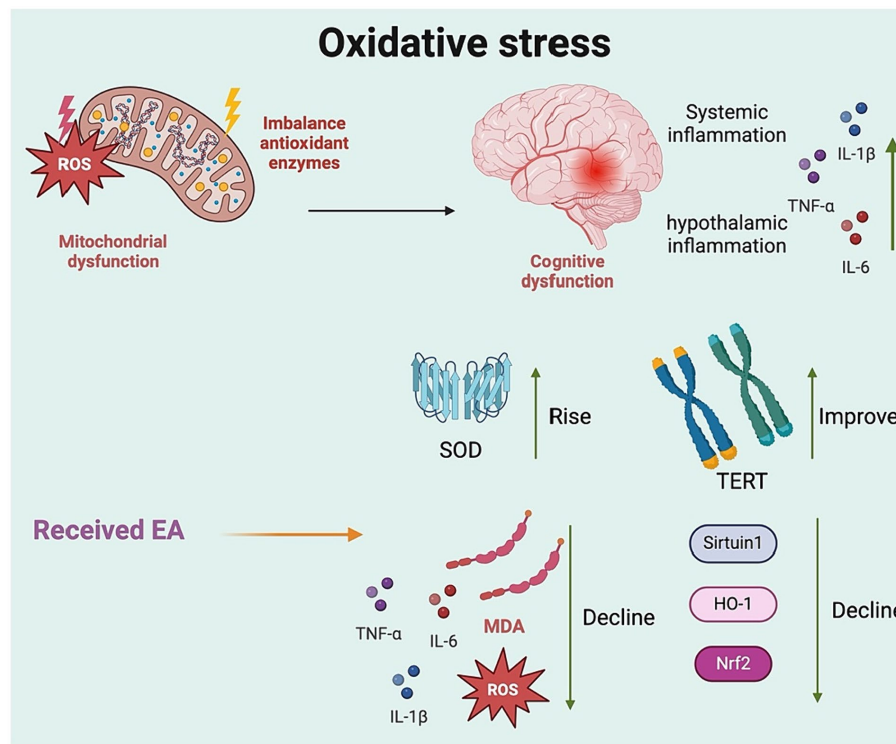 Oxidative stress
ROS
Imbalance
antioxidant
enzymes
Mitochondrial
dysfunction
Cognitive
dysfunction
Systemic
inflammation
hypothalamic
inflammation
IL-1β
TNF-α
IL-6
SOD
Rise
TERT
Improve
Received EA
TNF-α
IL-6
MDA
IL-1β
ROS
Decline
Sirtuin1
HO-1
Nrf2
Decline